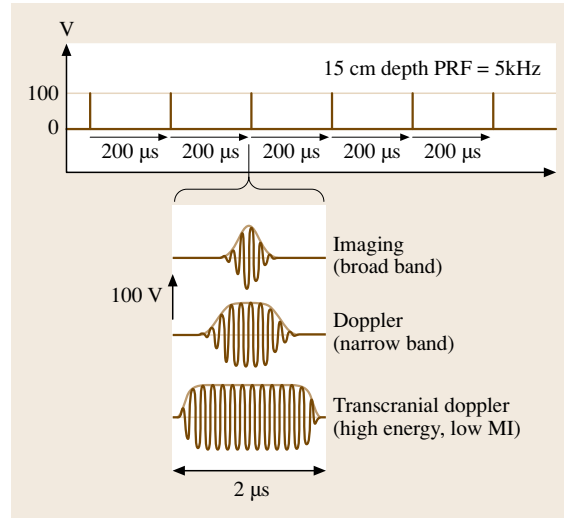 V
15 cm depth PRF = 5kHz
100
0
200 µs 200 µs 200 µs 200 µs 200 µs
Imaging
(broad band)
100 V
Doppler
(narrow band)
Transcranial doppler
(high energy, low MI)
2 µs